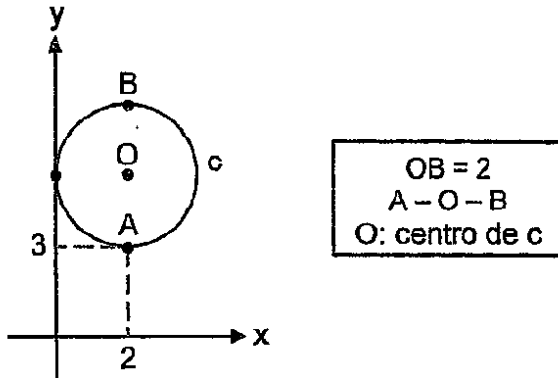 y
B
O
c
A
3
x
2
OB = 2
A – O – B
O: centro de c